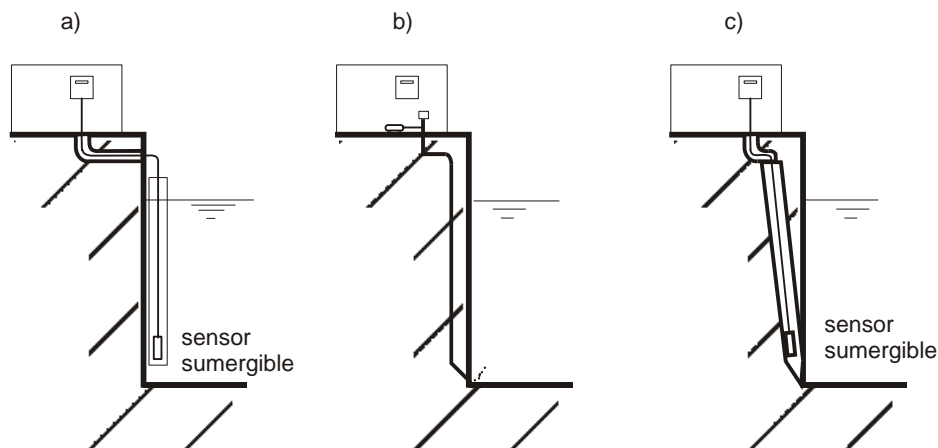 a)
b)
c)
sensor
sumergible
sensor
sumergible